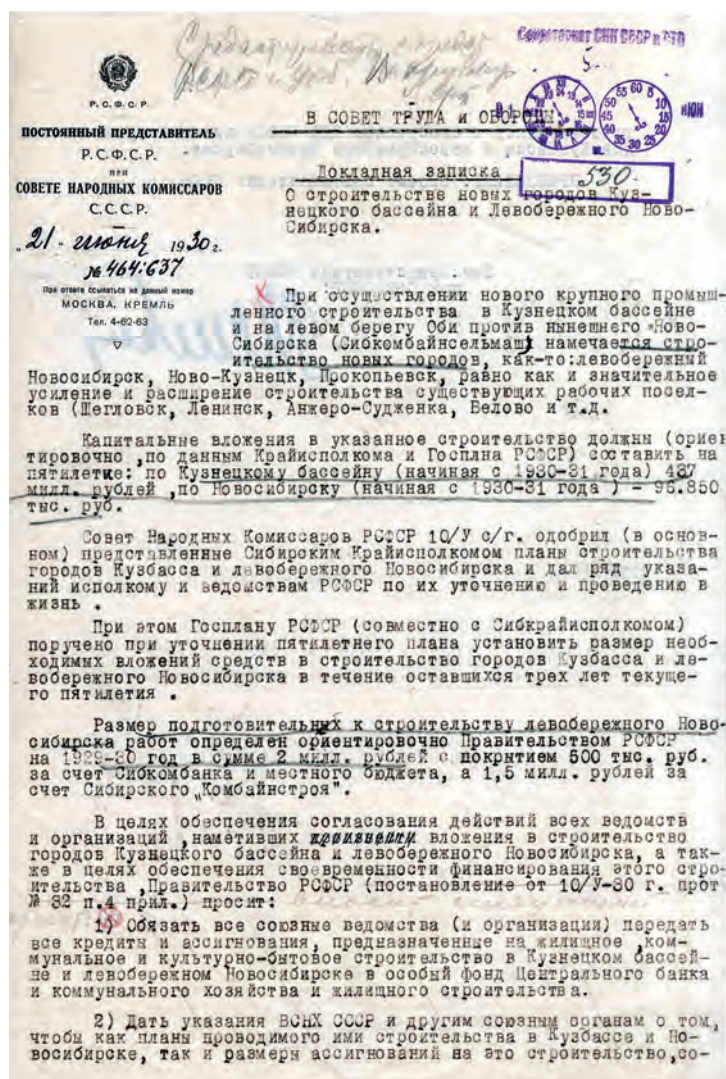 Секретариат СНК СССР и СТО
Р.С.Ф.С.Р.
ПОСТОЯННЫЙ ПРЕДСТАВИТЕЛЬ
Р.С.Ф.С.Р.
ПРИ
СОВЕТЕ НАРОДНЫХ КОМИССАРОВ
С.С.С.Р.
„21" июня 1930 г.
№ 464:637
При ответе ссылаться на данный номер
МОСКВА, КРЕМЛЬ
Тел. 4-62-63
В СОВЕТ ТРУДА и ОБОРОНЫ.
ИЮН
530
Докладная записка
О строительстве новых городов Куз-
нецкого бассейна и Левобережного Ново-
Сибирска.
При осуществлении нового крупного промыш-
ленного строительства в Кузнецком бассейне
и на левом берегу Оби против нынешнего Ново-
Сибирска (Сибкомбайнсельмаш) намечается стро-
ительство новых городов, как-то:левобережный
Новосибирск, Ново-Кузнецк, Прокопьевск, равно как и значительное
усиление и расширение строительства существующих рабочих посел-
ков (Щегловск, Ленинск, Анжеро-Судженка, Белово и т.д.
Капитальные вложения в указанное строительство должны (ориен
тировочно ,по данным Крайисполкома и Госплна РСФСР) составить на
пятилетие: по Кузнецкому бассейну (начиная с 1930-31 года) 437
милл. рублей ,по Новосибирску (начиная с 1930-31 года ) - 95.850
тыс. руб.
Совет Народных Комиссаров РСФСР 10/У с/г. одобрил (в основ-
ном) представленные Сибирским Крайисполкомом планы строительства
городов Кузбасса и левобережного Новосибирска и дал ряд указа-
ний исполкому и ведомствам РСФСР по их уточнению и проведению в
жизнь .
При этом Госплану РСФСР (совместно с Сибкрайисполкомом)
поручено при уточнении пятилетнего плана установить размер необ-
ходимых вложений средств в строительство городов Кузбасса и ле-
вобережного Новосибирска в течение оставшихся трех лет текуще-
го пятилетия .
Размер подготовительных к строительству левобережного Ново-
сибирска работ определен ориентировочно Правительством РСФСР
на 1929-30 год в сумме 2 милл. рублей с покрнтием 500 тыс. руб.
за счет Сибкомбанка и местного бюджета, а 1,5 милл. рублей за
счет Сибирского „Комбайнстроя".
В целях обеспечения согласования действий всех ведомств
и организаций ,наметивших вложения в строительство
городов Кузнецкого бассейна и левобережного Новосибирска, а так-
же в целях обеспечения своевременности финансирования этого стро-
ительства ,Правительство РСФСР (постановление от 10/У-30 г. прот
№ 32 п.4 прил.) просит:
1) Обязать все союзные ведомства (и организации) передать
все кредиты и ассигнования, предназначенные на жилищное ,ком-
мунальное и культурно-бытовое строительство в Кузнецком бассей-
не и левобережном Новосибирске в особый фонд Центрального банка
и коммунального хозяйства и жилищного строительства.
2) Дать указания ВСНХ СССР и другим союзным органам о том,
чтобы как планы проводимого ими строительства в Кузбассе и Но-
восибирске, так и размеры ассигнований на это строительство,со-